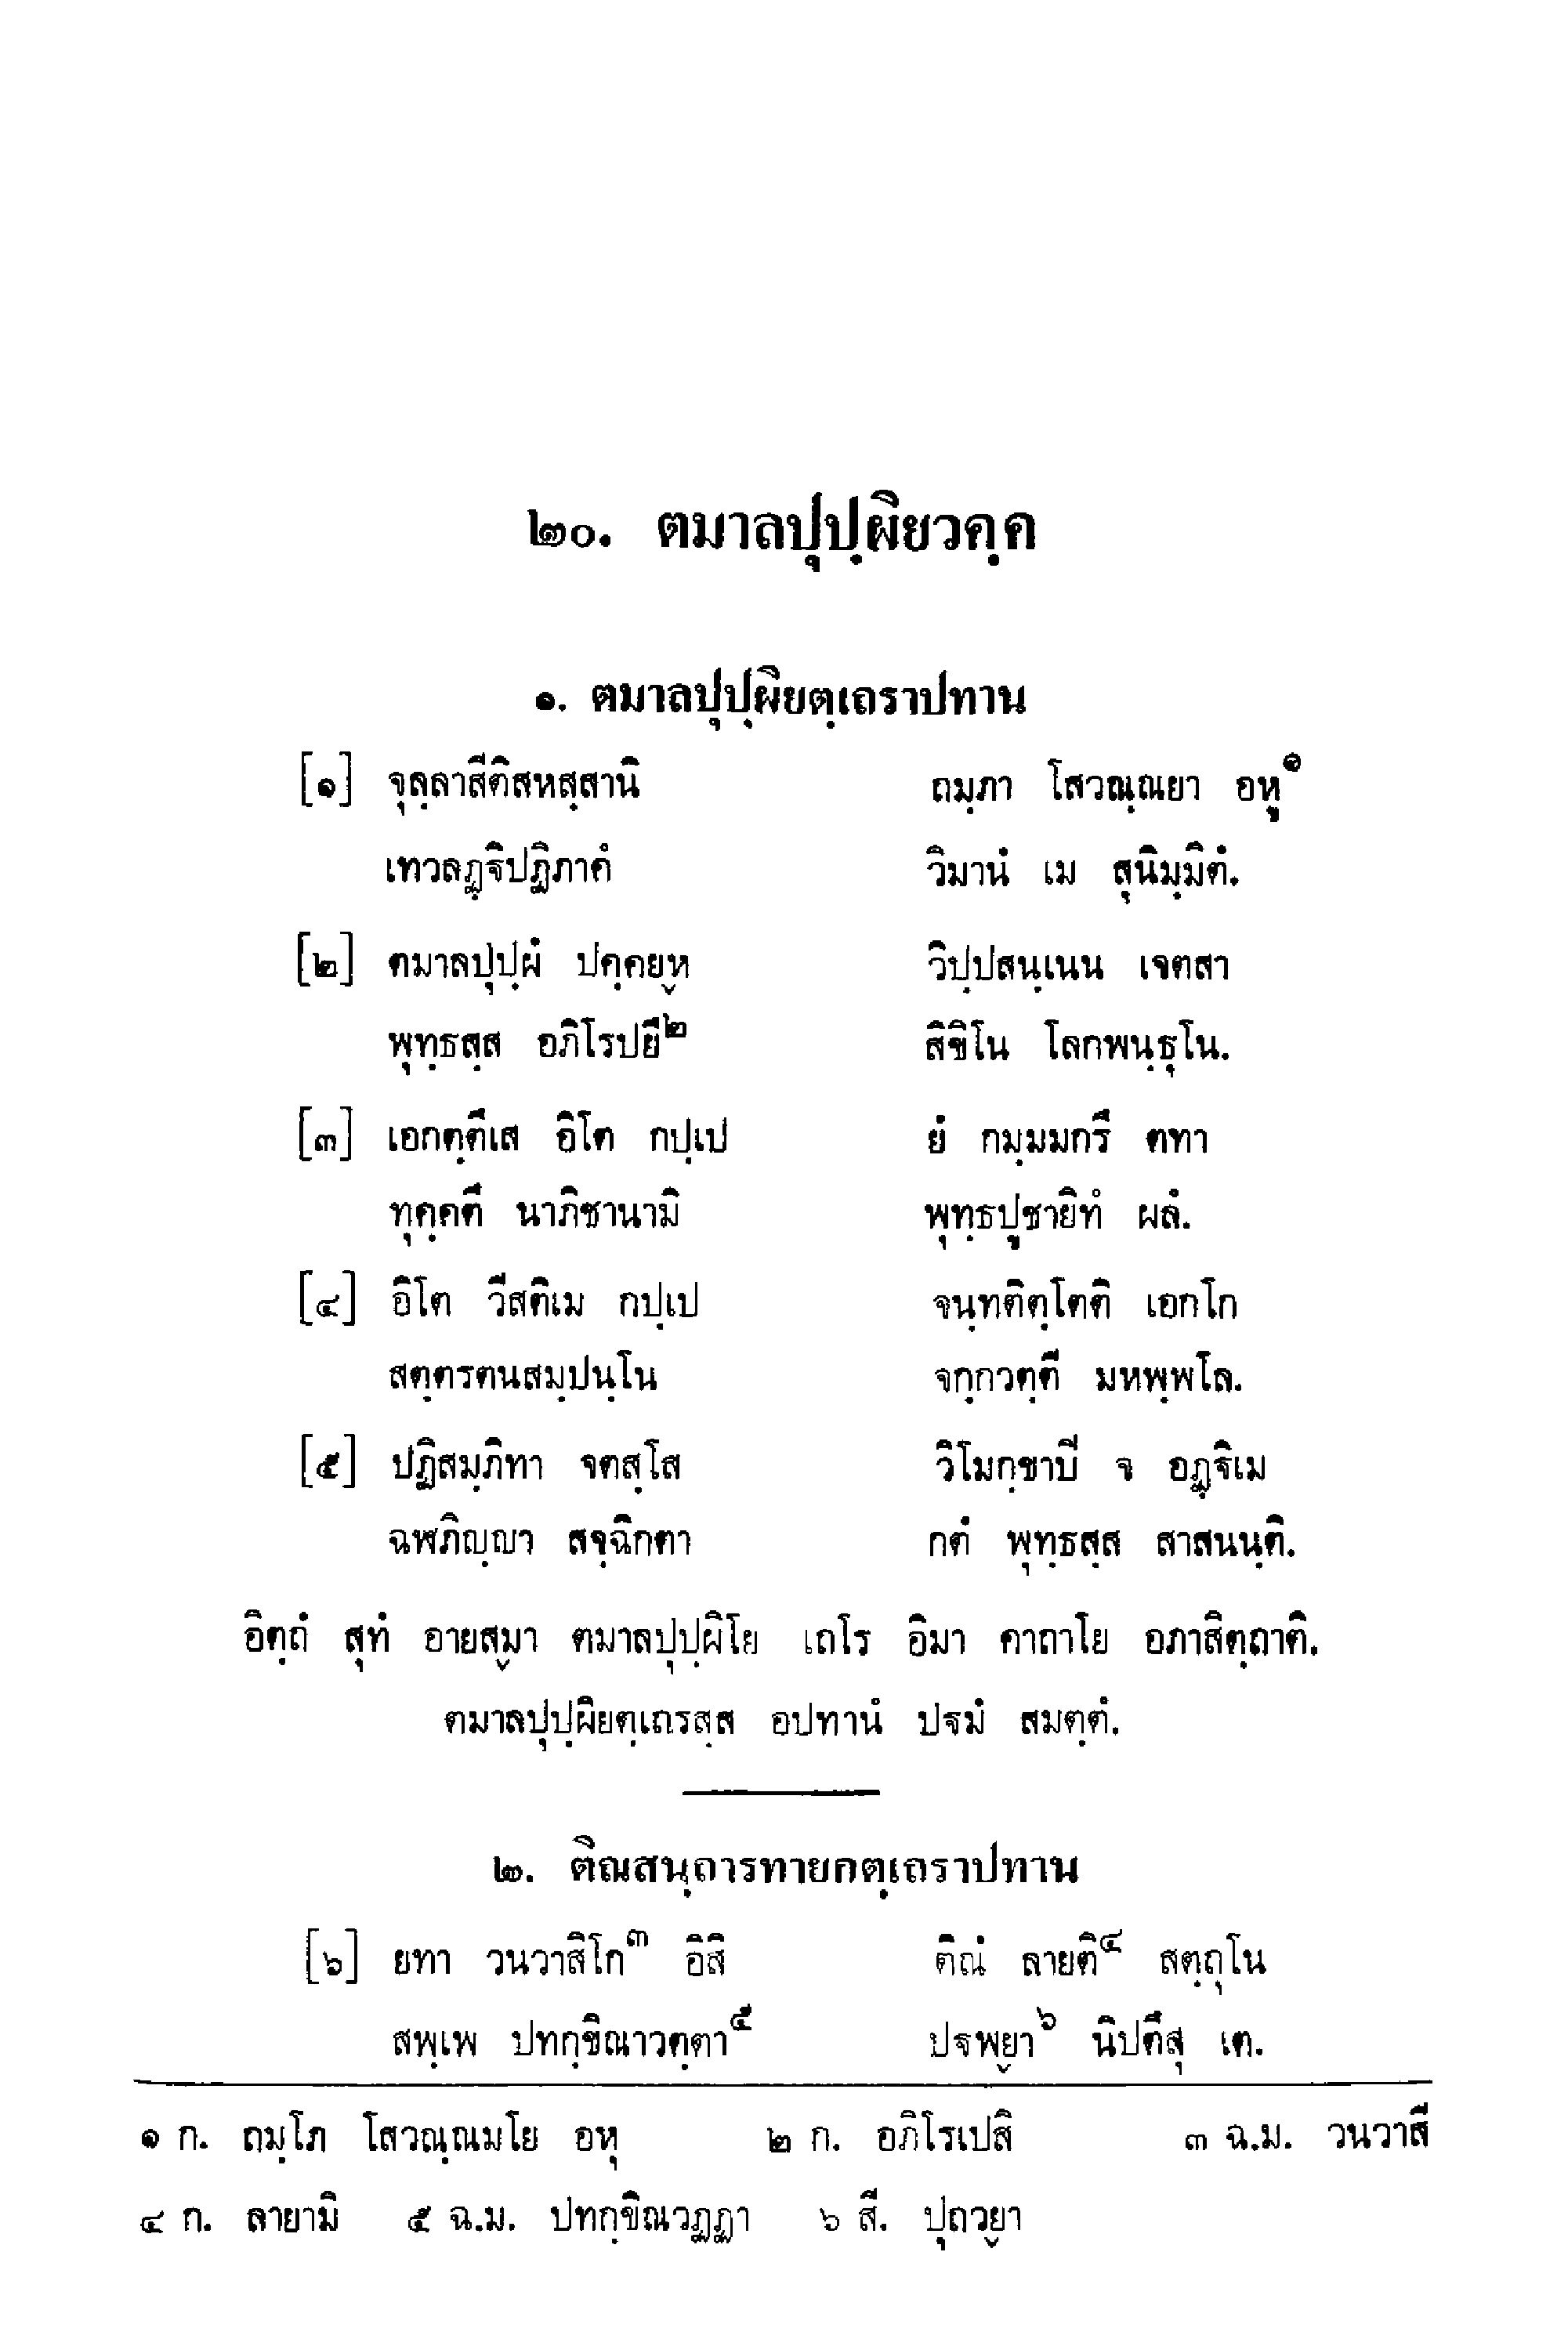 ๒๐. ตมาลปุปฺผิยวคฺค
๑. ตมาลปุปฺผิยตฺเถราปทาน
[๑] จุลฺลาสีติสหสฺสานิ ถมฺภา โสวณฺณยา อหู๑
เทวลฏฺฐิปฏิภาคํ วิมานํ เม สุนิมฺมิตํ.
[๒] ตมาลปุปฺผํ ปคฺคยฺห วิปฺปสนฺเนน เจตสา
พุทฺธสฺส อภิโรปยึ๒ สิขิโน โลกพนฺธุโน.
[๓] เอกตฺตึเส อิโต กปฺเป ยํ กมฺมมกรึ ตทา
ทุคฺคตึ นาภิชานามิ พุทฺธปูชายิทํ ผลํ.
[๔] อิโต วีสติเม กปฺเป จนฺทติตฺโตติ เอกโก
สตฺตรตนสมฺปนฺโน จกฺกวตฺตี มหพฺพโล.
[๕] ปฏิสมฺภิทา จตสฺโส วิโมกฺขาปี จ อฏฺฐิเม
ฉฬภิญฺญา สจฺฉิกตา กตํ พุทฺธสฺส สาสนนฺติ.
อิตฺถํ สุทํ อายสฺมา ตมาลปุปฺผิโย เถโร อิมา คาถาโย อภาสิตฺถาติ.
ตมาลปุปฺผิยตฺเถรสฺส อปทานํ ปฐมํ สมตฺตํ.
๒. ติณสนฺถารทายกตฺเถราปทาน
[๖] ยทา วนวาสิโก๓ อิสิ ติณํ ลายติ๔ สตฺถุโน
สพฺเพ ปทกฺขิณาวตฺตา๕ ปฐพฺยา๖ นิปตึสุ เต.
๑ ก. ถมฺโภ โสวณฺณมโย อหุ ๒ ก. อภิโรเปสิ ๓ ฉ.ม. วนวาสี
๔ ก. ลายามิ ๕ ฉ.ม. ปทกฺขิณวฏฺฏา ๖ สี. ปุถวฺยา